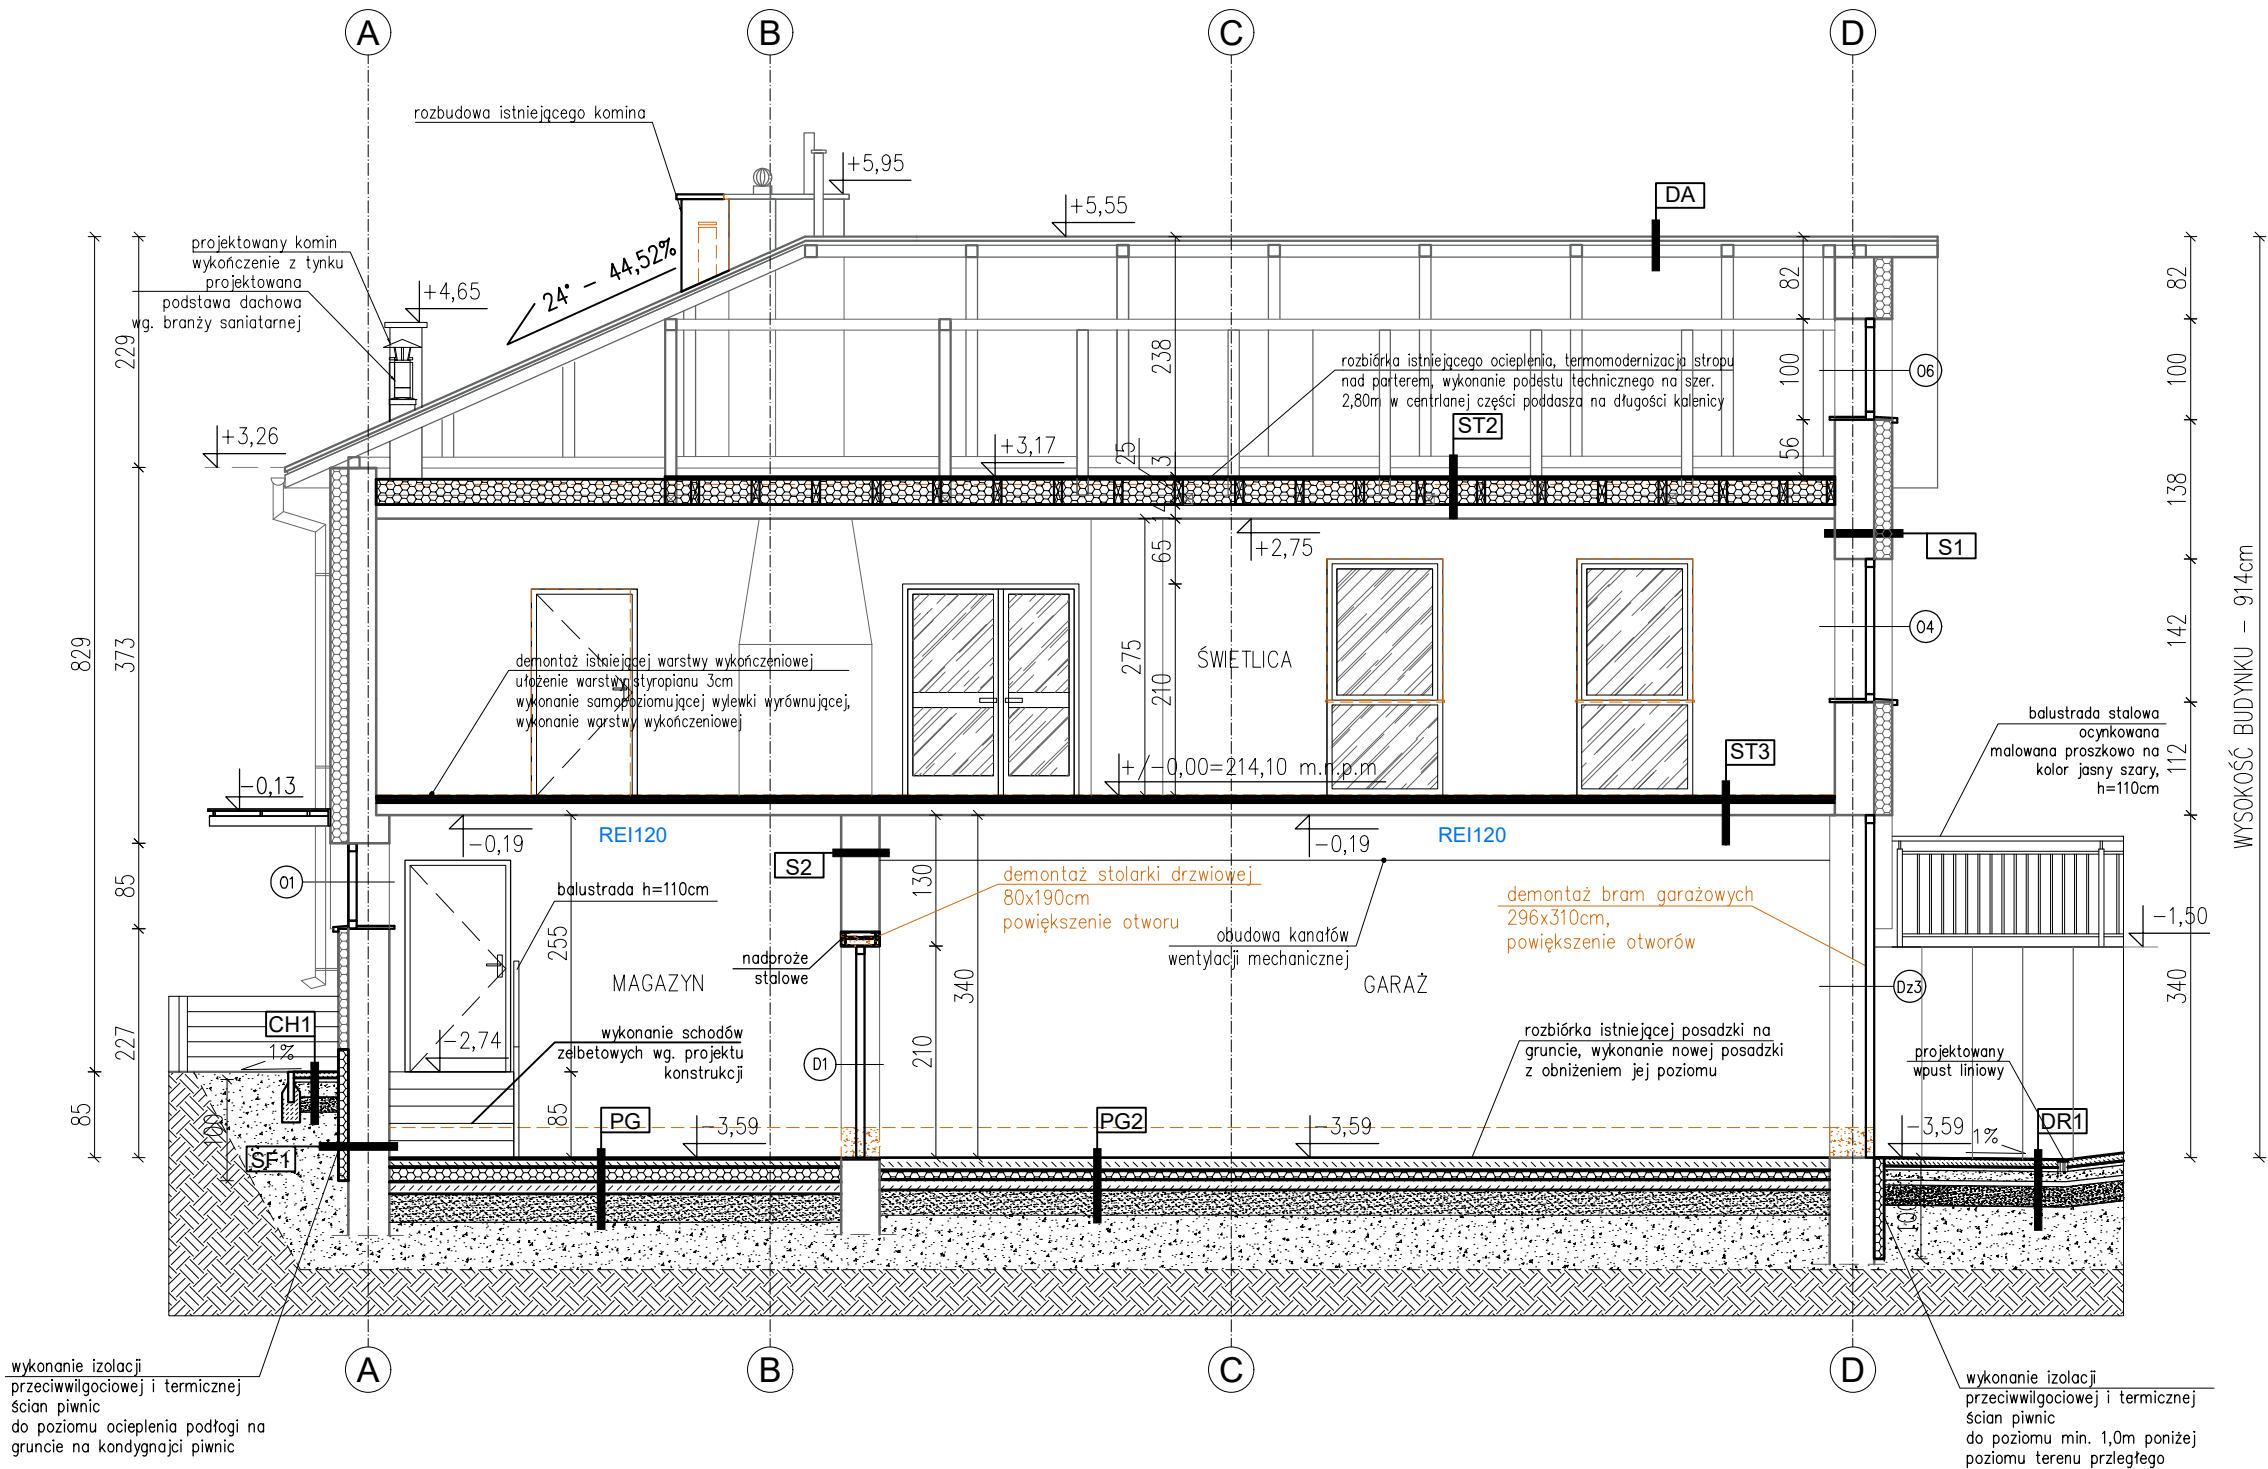 A
B
C
D
rozbudowa istniejącego komina
+5,95
DA
+5,55
projektowany komin
wykończenie z tynku
projektowana
podstawa dachowa
wg. branży saniatarnej
24° - 44,52%
+4,65
82
82
229
238
100
100
rozbiórka istniejącego ocieplenia, termomodernizacja stropu
nad parterem, wykonanie podestu technicznego na szer.
2,80m w centrlanej części poddasza na długości kalenicy
06
+3,26
ST2
+3,17
25
3
56
138
14
+2,75
65
S1
829
373
275
210
ŚWIETLICA
142
04
WYSOKOŚĆ BUDYNKU - 914cm
demontaż istniejącej warstwy wykończeniowej
ułożenie warstwy styropianu 3cm
wykonanie samopoziomującej wylewki wyrównującej,
wykonanie warstwy wykończeniowej
balustrada stalowa
ocynkowana
malowana proszkowo na
kolor jasny szary,
h=110cm
112
ST3
+/-0,00=214,10 m.n.p.m
-0,13
-0,19
REI120
-0,19
REI120
S2
01
85
balustrada h=110cm
130
demontaż stolarki drzwiowej
80x190cm
powiększenie otworu
demontaż bram garażowych
296x310cm,
powiększenie otworów
-1,50
255
obudowa kanałów
wentylacji mechanicznej
nadproże
stalowe
MAGAZYN
340
GARAŻ
Dz3
340
CH1
1%
227
-2,74
wykonanie schodów
zelbetowych wg. projektu
konstrukcji
D1
210
rozbiórka istniejącej posadzki na
gruncie, wykonanie nowej posadzki
z obniżeniem jej poziomu
projektowany
wpust liniowy
85
100
85
PG
-3,59
PG2
-3,59
-3,59
1%
DR1
SF1
100
A
B
C
D
wykonanie izolacji
przeciwwilgociowej i termicznej
ścian piwnic
do poziomu ocieplenia podłogi na
gruncie na kondygnajci piwnic
wykonanie izolacji
przeciwwilgociowej i termicznej
ścian piwnic
do poziomu min. 1,0m poniżej
poziomu terenu przległego